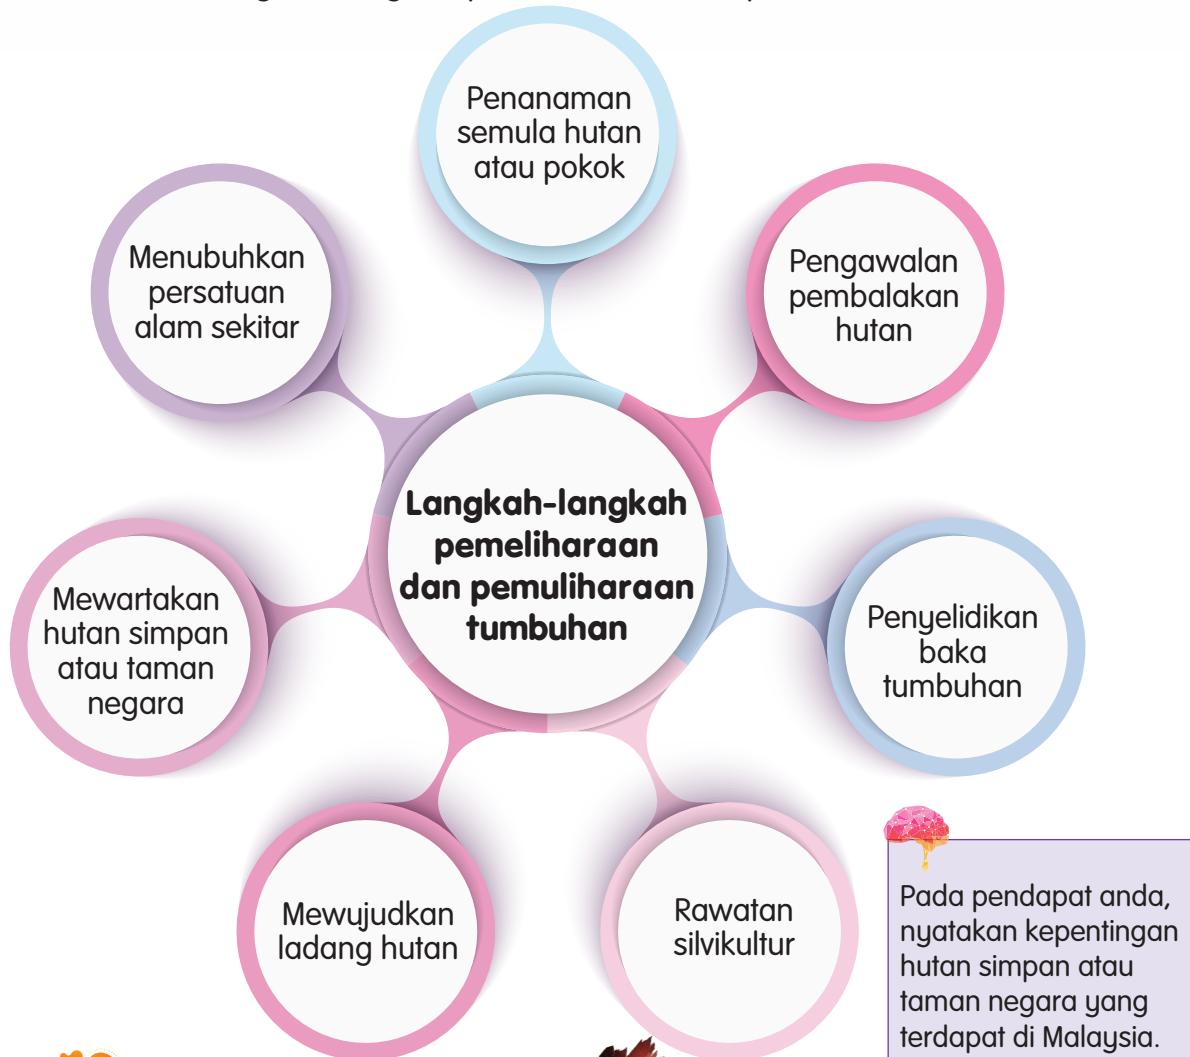 Penanaman
semula hutan
atau pokok
Pengawalan
pembalakan
hutan
Penyelidikan
baka
tumbuhan
Rawatan
silvikultur
Mewujudkan
ladang hutan
Mewartakan
hutan simpan
atau taman
negara
Menubuhkan
persatuan
alam sekitar
Langkah-langkah
pemeliharaan
dan pemuliharaan
tumbuhan
Pada pendapat anda,
nyatakan kepentingan
hutan simpan atau
taman negara yang
terdapat di Malaysia.